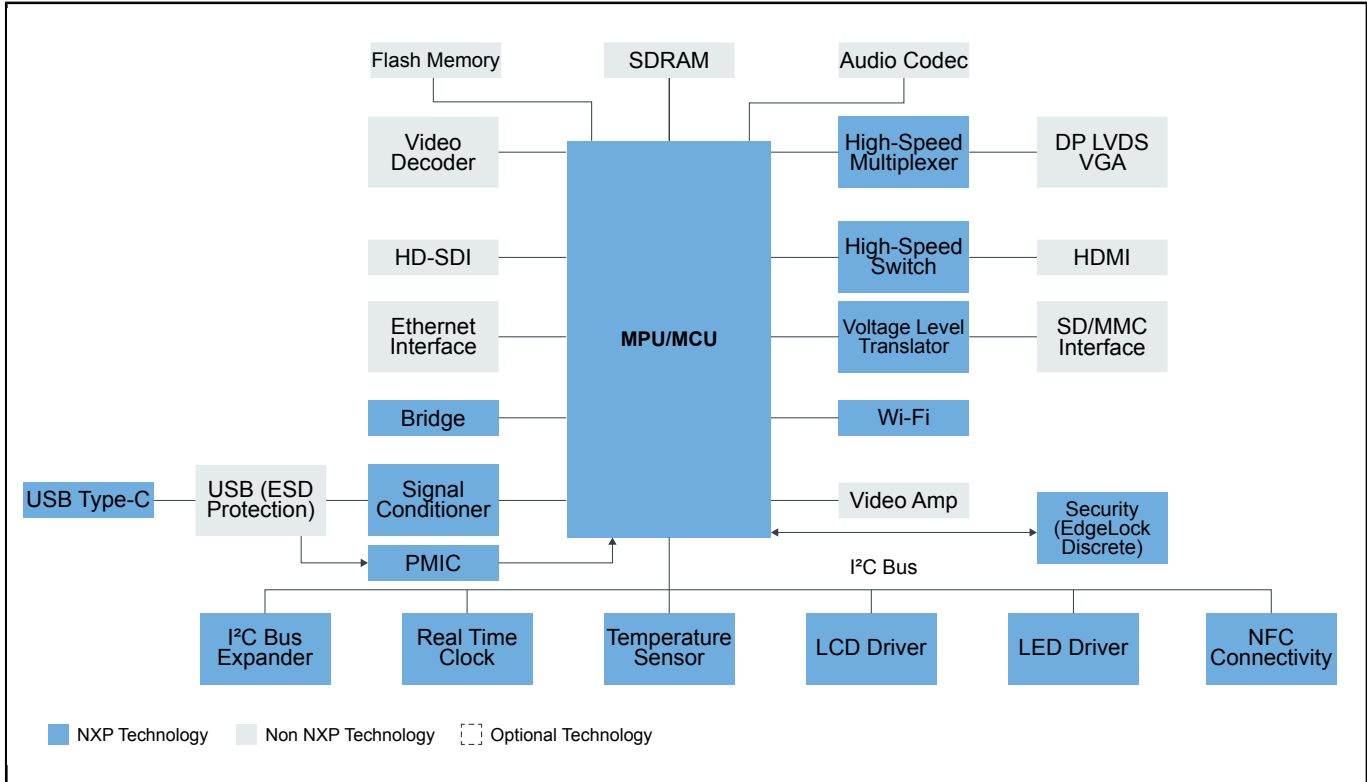 Flash Memory
SDRAM
Audio Codec
Video
Decoder
High-Speed
Multiplexer
DP LVDS
VGA
HD-SDI
High-Speed
Switch
HDMI
Ethernet
Interface
MPU/MCU
Voltage Level
Translator
SD/MMC
Interface
Bridge
Wi-Fi
USB Type-C
USB (ESD
Protection)
Signal
Conditioner
Video Amp
Security
(EdgeLock
Discrete)
PMIC
I²C Bus
I²C Bus
Expander
Real Time
Clock
Temperature
Sensor
LCD Driver
LED Driver
NFC
Connectivity
NXP Technology
Non NXP Technology
Optional Technology